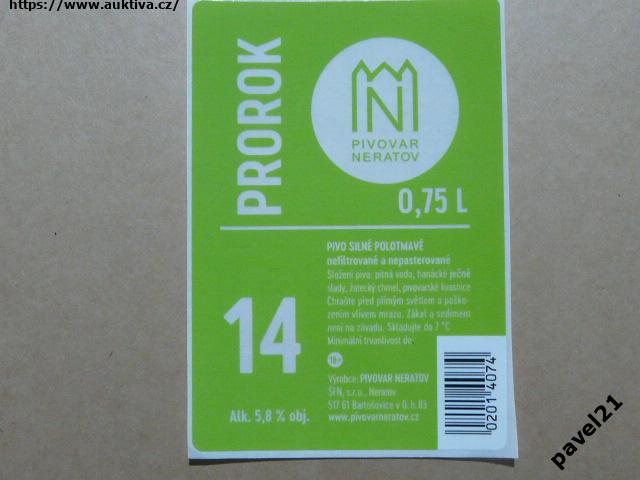 https://www.auktiva.cz/
PROROK
PIVOVAR
NERATOV
0,75 L
PIVO SILNÉ POLOTMAVÉ
nefiltrované a nepasterované
Složení piva: pitná voda, hanácké ječné
slady, žatecký chmel, pivovarské kvasnice
Chraňte před přímým světlem a poško-
zením vlivem mrazu. Zákal a sediment
není na závadu. Skladujte do 7 °C
Minimální trvanlivost do
18+
14
Alk. 5,8 % obj.
Výrobce: PIVOVAR NERATOV
ŠFN, s.r.o., Neratov
517 61 Bartošovice v O. h. 83
www.pivovarneratov.cz
0201 4074
pavel21